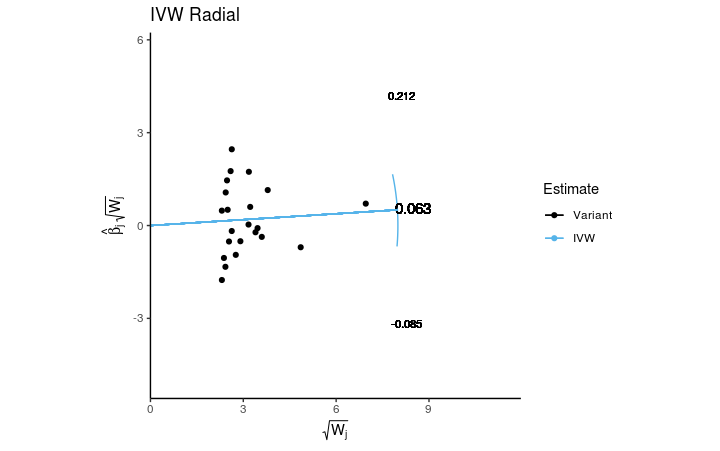 IVW Radial
6
3
0
-3
β̂j√Wj
0.212
0.063
-0.085
0
3
6
9
√Wj
Estimate
Variant
IVW